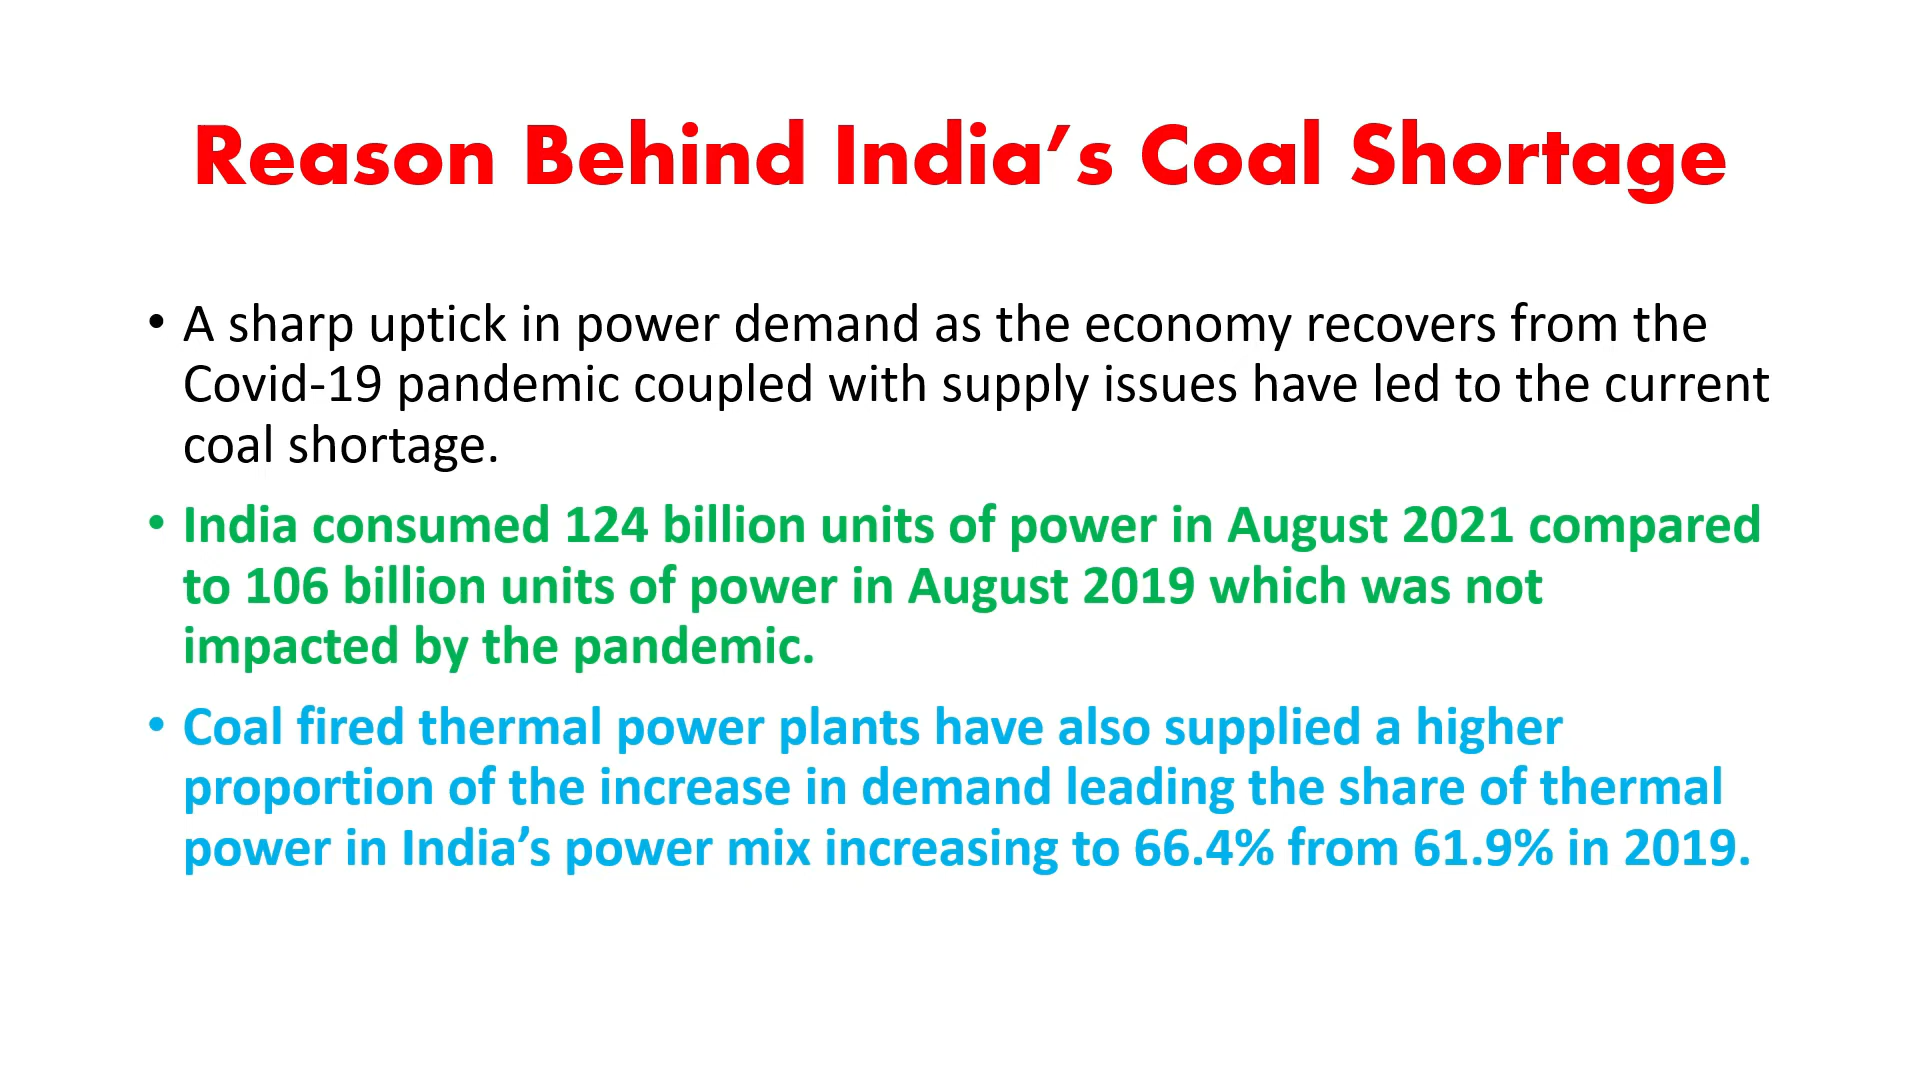 Reason Behind India’s Coal Shortage
• A sharp uptick in power demand as the economy recovers from the
Covid-19 pandemic coupled with supply issues have led to the current
coal shortage.
• India consumed 124 billion units of power in August 2021 compared
to 106 billion units of power in August 2019 which was not
impacted by the pandemic.
• Coal fired thermal power plants have also supplied a higher
proportion of the increase in demand leading the share of thermal
power in India’s power mix increasing to 66.4% from 61.9% in 2019.